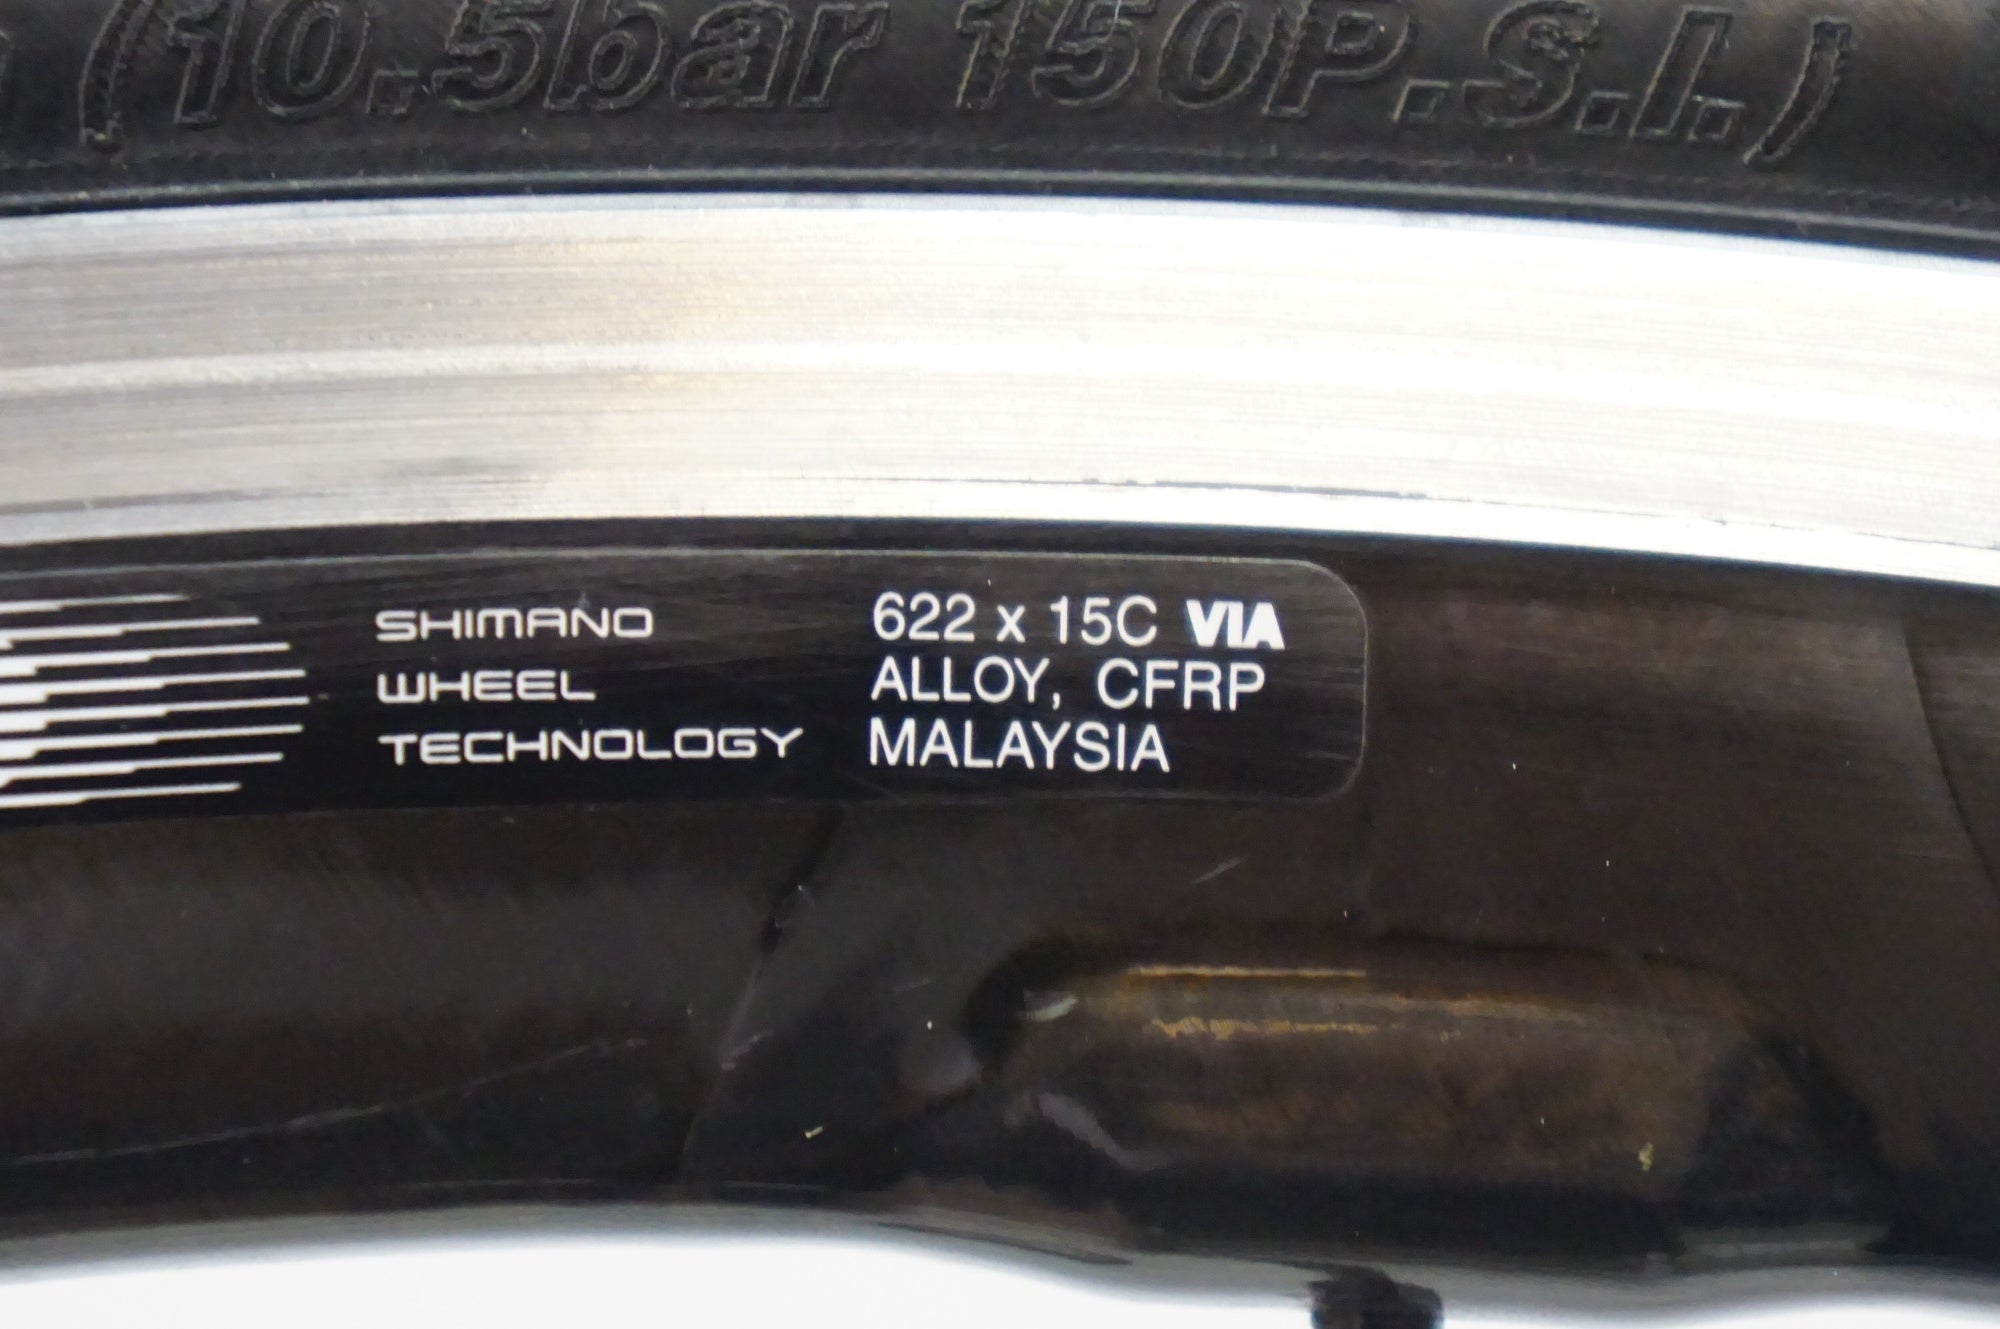 (10.5bar 150P.S.I.)
SHIMANO
WHEEL
TECHNOLOGY
622 x 15C VIA
ALLOY, CFRP
MALAYSIA